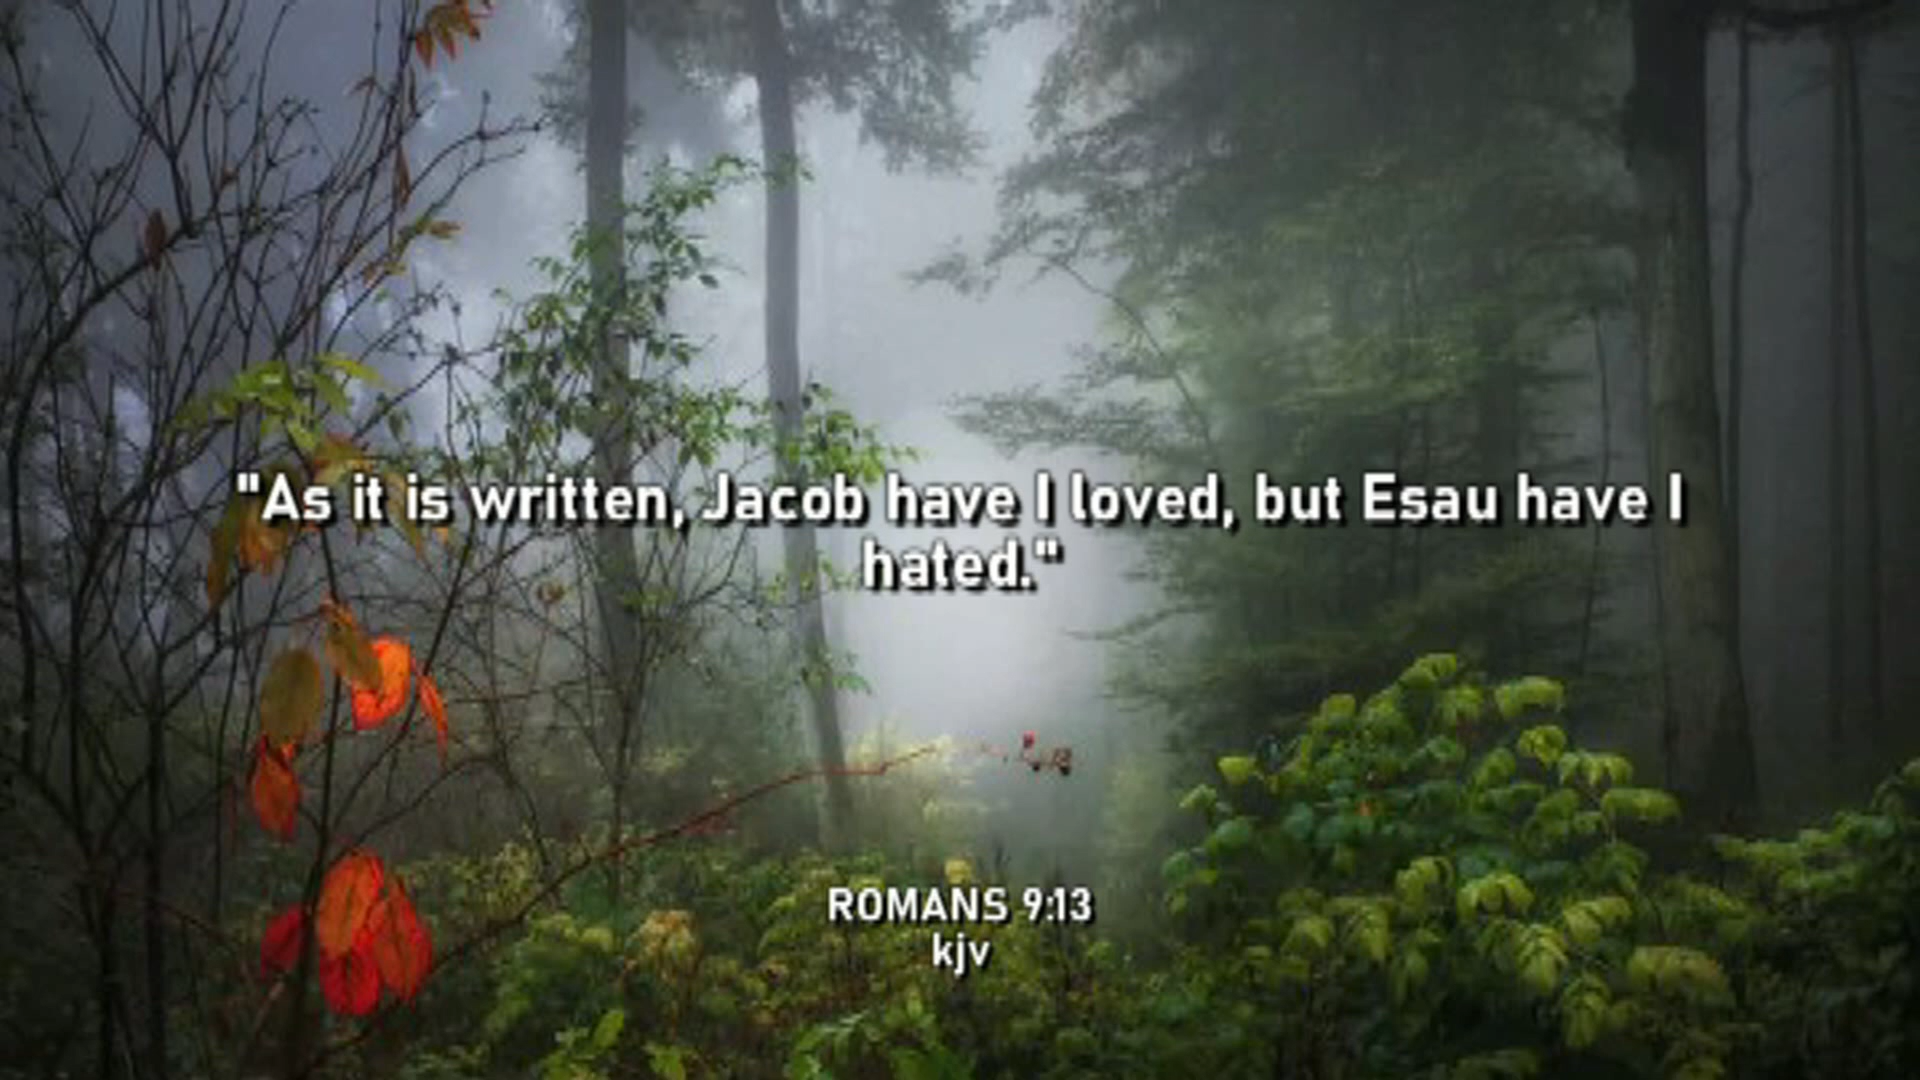 "As it is written, Jacob have I loved, but Esau have I
hated."
ROMANS 9:13
kjv